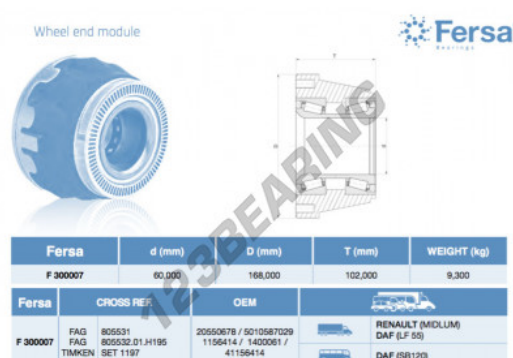 Wheel end module
Fersa
Bearings
T
D
d
123BEARING
Fersa d (mm) D (mm) T (mm) WEIGHT (kg)
F 300007 60,000 168,000 102,000 9,300
Fersa CROSS REF. OEM
F 300007
FAG 805531
FAG 805532.01.H195
TIMKEN SET 1197
20550678 / 5010587029
1156414 / 1400061 /
41156414
RENAULT (MIDLUM)
DAF (LF 55)
DAF (SB120)